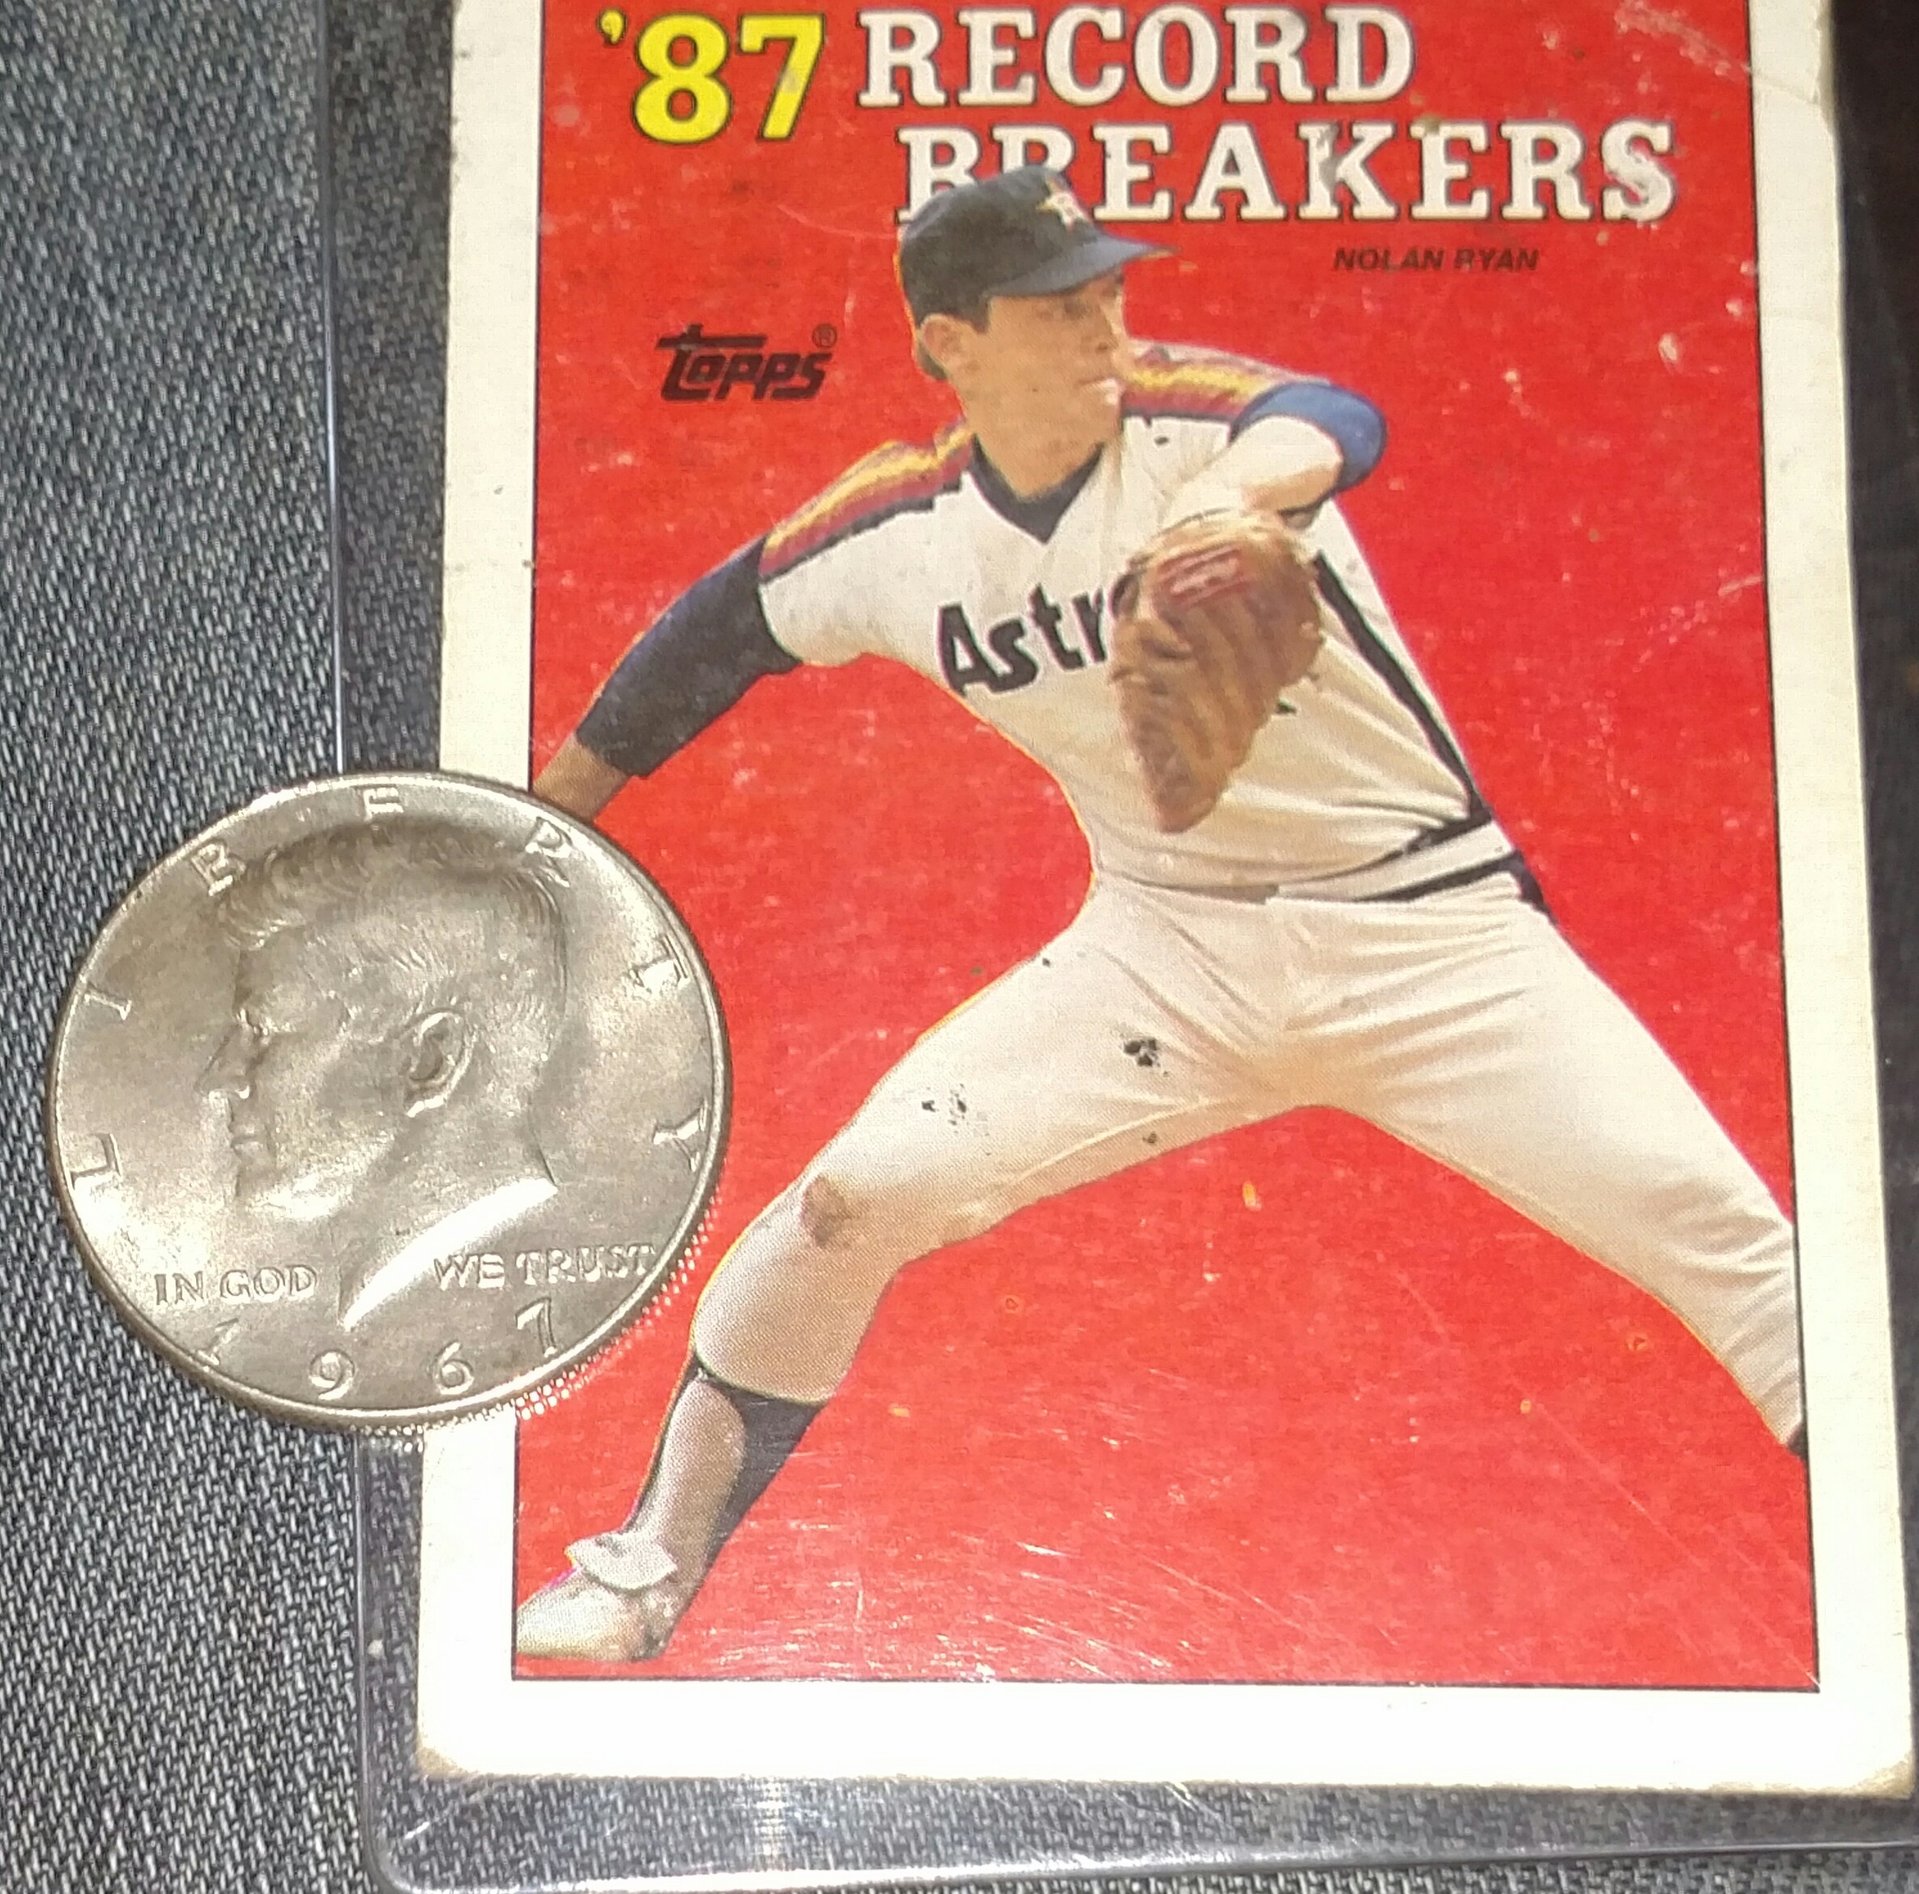 '87 RECORD
BREAKERS
NOLAN RYAN
Topps®
Astr
LIBERTY
IN GOD WE TRUST
1967